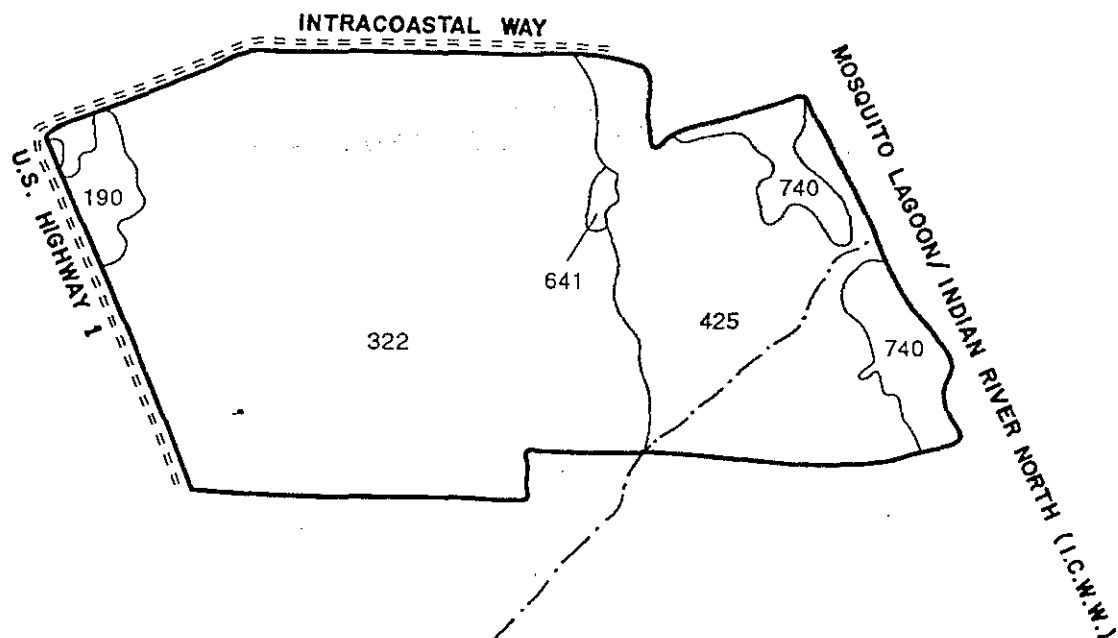 INTRACOASTAL WAY
MOSQUITO LAGOON/ INDIAN RIVER NORTH (I.C.W.W.)
U.S. HIGHWAY 1
190
740
641
322
425
740